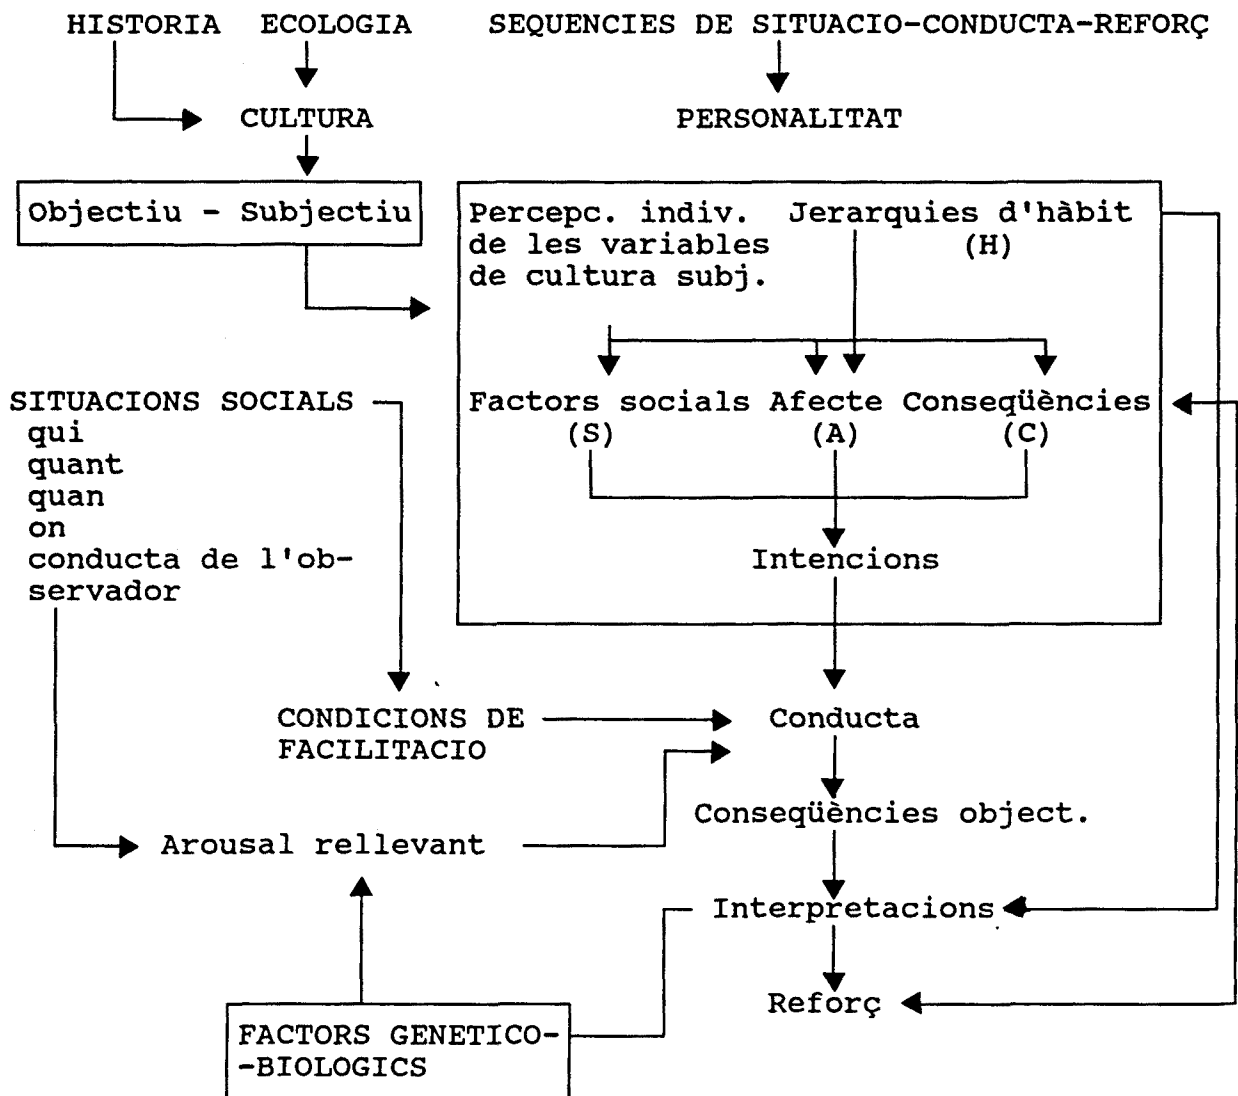 HISTORIA ECOLOGIA SEQUENCIES DE SITUACIO-CONDUCTA-REFORÇ
CULTURA PERSONALITAT
Objectiu - Subjectiu
Percepc. indiv. Jerarquies d'hàbit
de les variables (H)
de cultura subj.
SITUACIONS SOCIALS
qui
quant
quan
on
conducta de l'ob-
servador
Factors socials Afecte Conseqüències
(S) (A) (C)
Intencions
CONDICIONS DE
FACILITACIO
Conducta
Conseqüències object.
Arousal rellevant
Interpretacions
Reforç
FACTORS GENETICO-
-BIOLOGICS